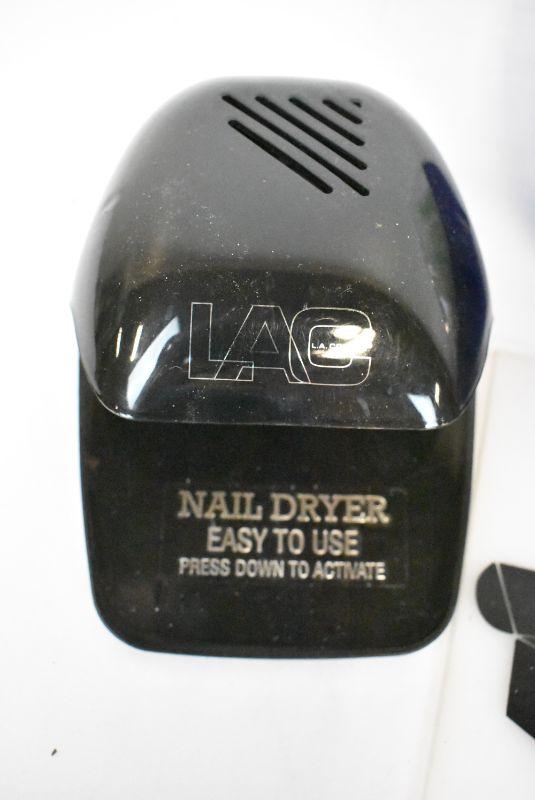 LAC
L.A.
NAIL DRYER
EASY TO USE
PRESS DOWN TO ACTIVATE